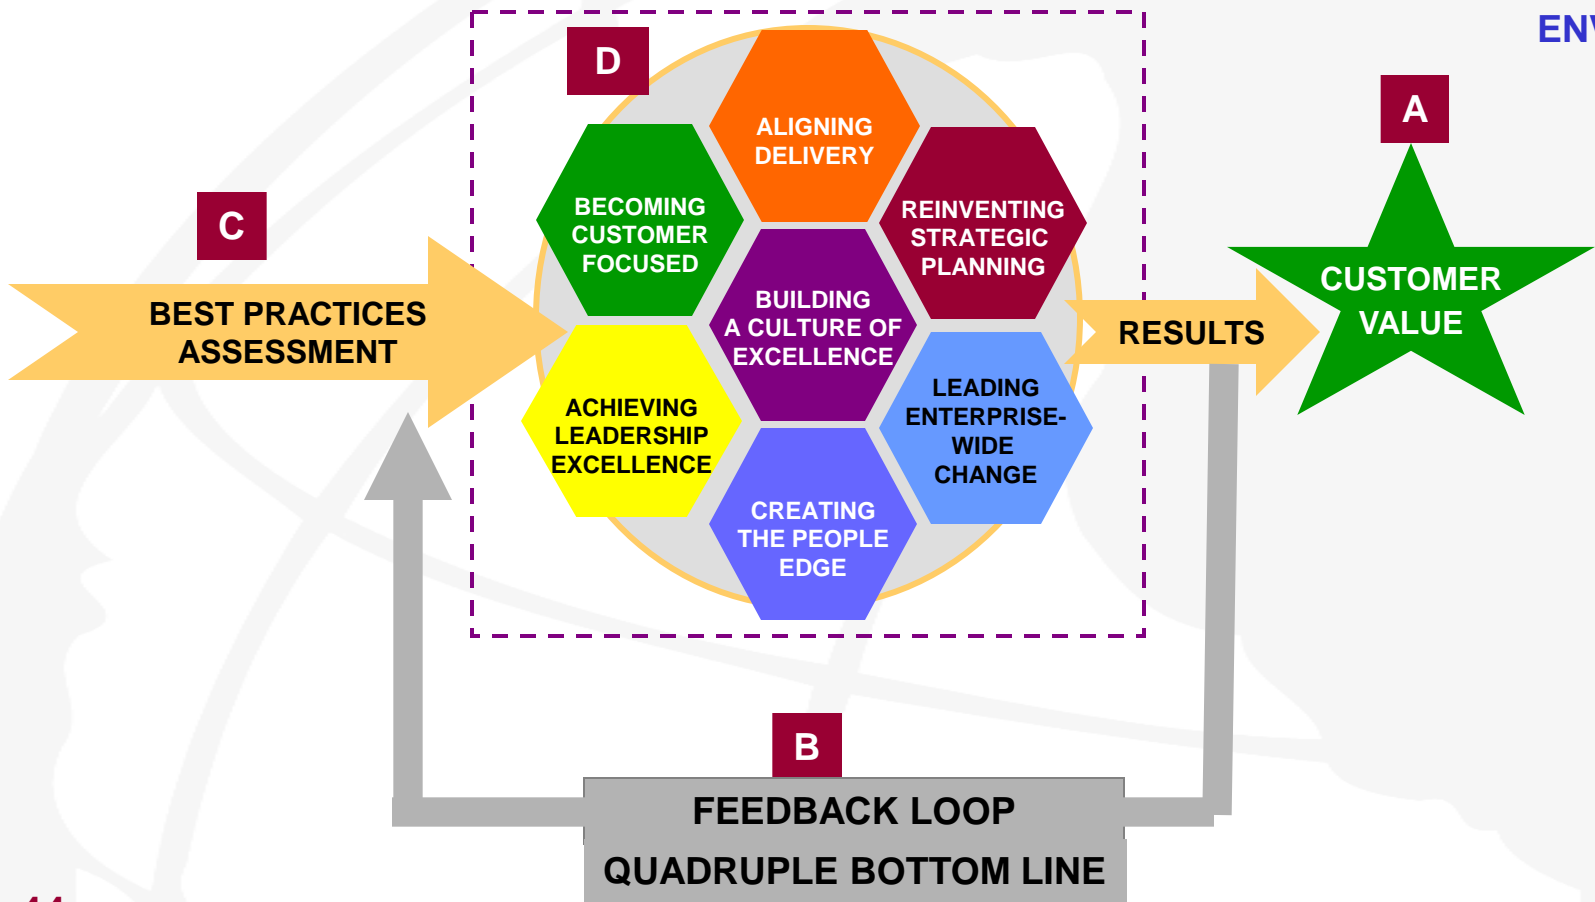 ENV
D
A
ALIGNING
DELIVERY
C
BECOMING
CUSTOMER
FOCUSED
REINVENTING
STRATEGIC
PLANNING
BEST PRACTICES
ASSESSMENT
BUILDING
A CULTURE OF
EXCELLENCE
RESULTS
CUSTOMER
VALUE
ACHIEVING
LEADERSHIP
EXCELLENCE
LEADING
ENTERPRISE-
WIDE
CHANGE
CREATING
THE PEOPLE
EDGE
B
FEEDBACK LOOP
QUADRUPLE BOTTOM LINE